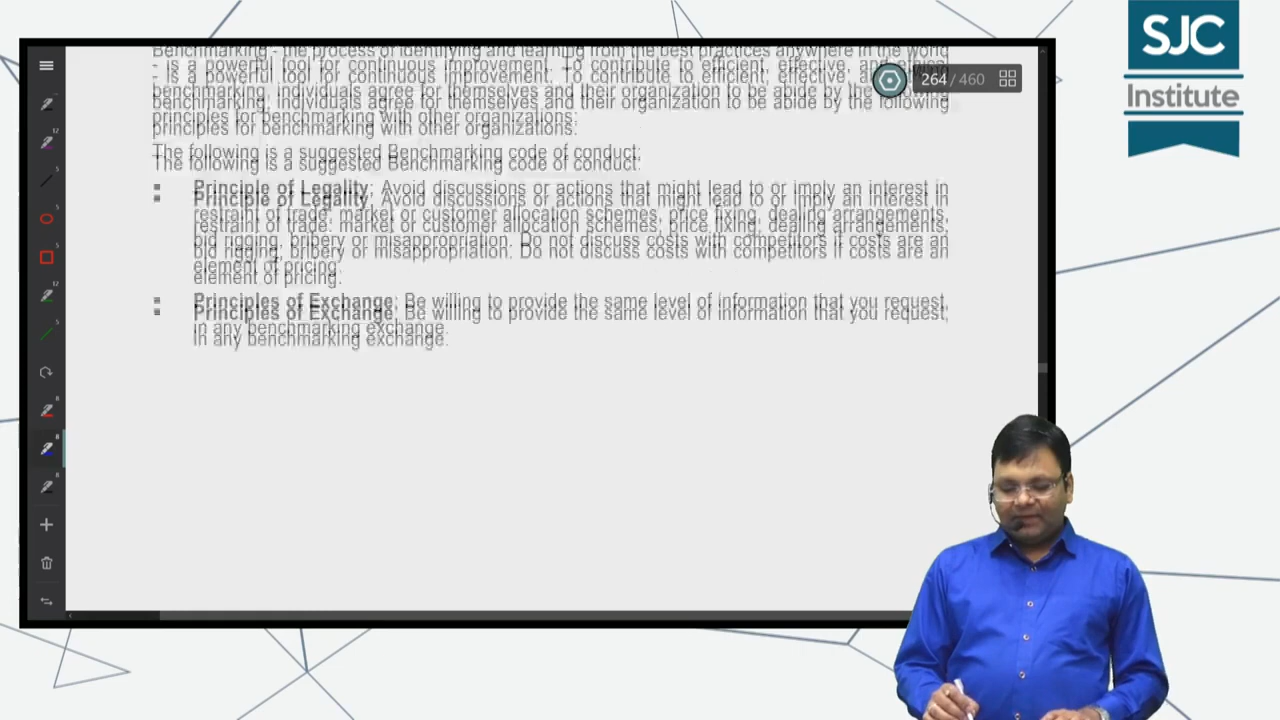 Benchmarking - the process of identifying and learning from the best practices anywhere in the world
- is a powerful tool for continuous improvement. To contribute to efficient, effective, and
benchmarking, individuals agree for themselves and their organization to be abide by the following
principles for benchmarking with other organizations:
The following is a suggested Benchmarking code of conduct:
▪ Principle of Legality: Avoid discussions or actions that might lead to or imply an interest in
restraint of trade: market or customer allocation schemes, price fixing, dealing arrangements,
bid rigging, bribery or misappropriation. Do not discuss costs with competitors if costs are an
element of pricing.
▪ Principles of Exchange: Be willing to provide the same level of information that you request,
in any benchmarking exchange.
264 / 460
SJC
Institute